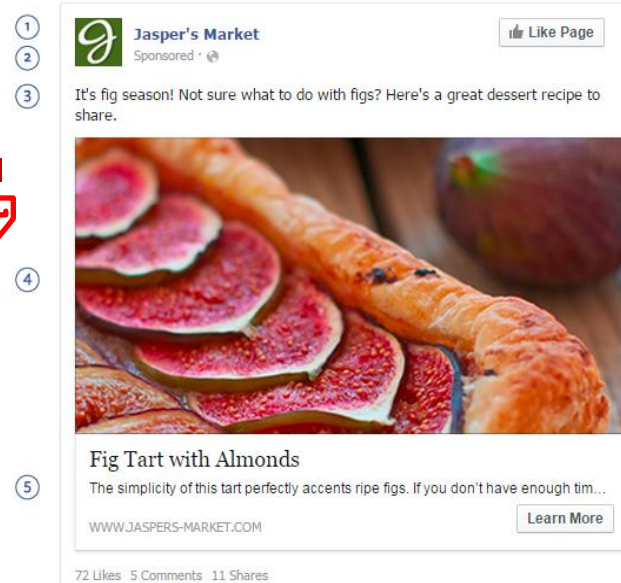 1
Jasper's Market
Like Page
2
Sponsored ·
3
It's fig season! Not sure what to do with figs? Here's a great dessert recipe to
share.
4
Fig Tart with Almonds
5
The simplicity of this tart perfectly accents ripe figs. If you don't have enough tim...
WWW.JASPERS-MARKET.COM
Learn More
72 Likes 5 Comments 11 Shares